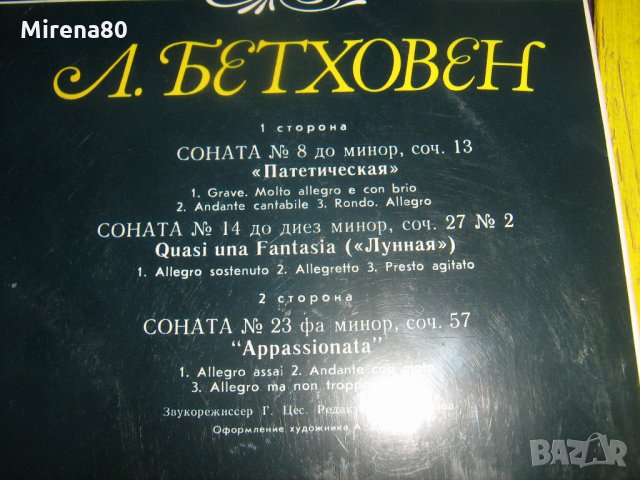 Mirena80
Л. БЕТХОВЕН
1 сторона
СОНАТА № 8 до минор, соч. 13
«Патетическая»
1. Grave. Molto allegro e con brio
2. Andante cantabile 3. Rondo. Allegro
СОНАТА № 14 до диез минор, соч. 27 № 2
Quasi una Fantasia («Лунная»)
1. Allegro sostenuto 2. Allegretto 3. Presto agitato
2 сторона
СОНАТА № 23 фа минор, соч. 57
“Appassionata”
1. Allegro assai 2. Andante con moto
3. Allegro ma non troppo
Звукорежиссер Г. Цес.
Оформление художника А.
BAZAR